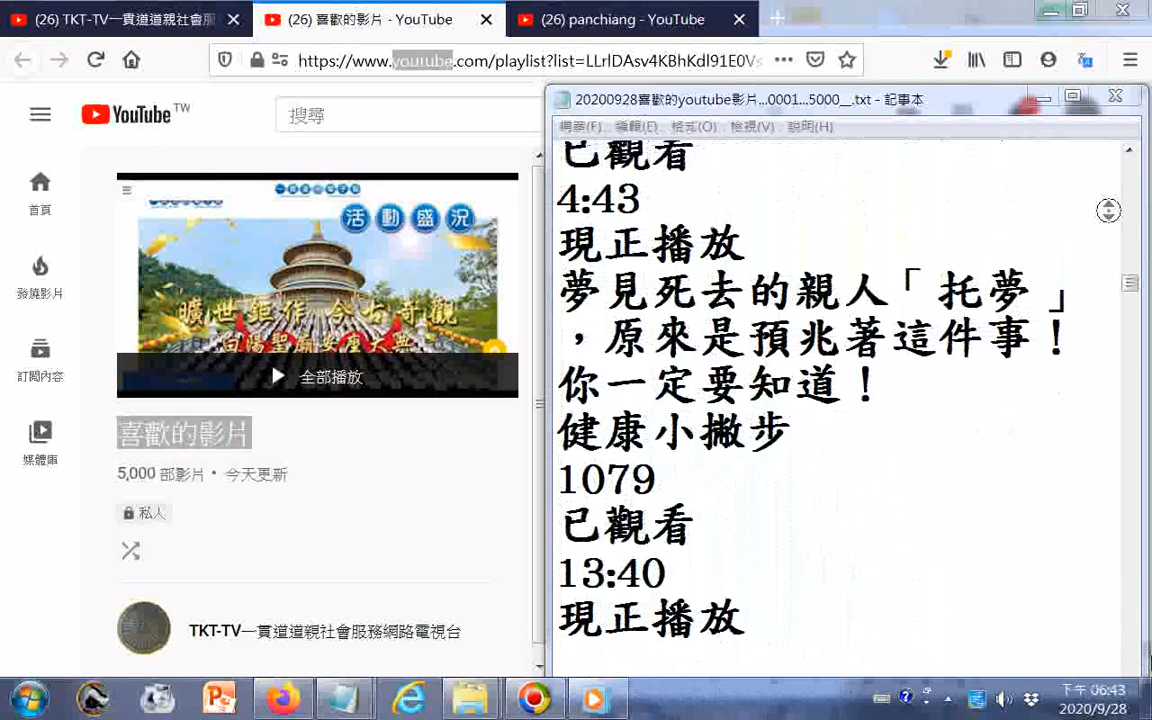 (26) TKT-TV一貫道道親社會服
(26) 喜歡的影片 - YouTube
(26) panchiang - YouTube
https://www.youtube.com/playlist?list=LLrlDAsv4KBhKdl91E0Vs
YouTube TW
搜尋
首頁
發燒影片
訂閱內容
媒體庫
活動盛況
曠世鉅作 今古奇觀
全部播放
喜歡的影片
5,000 部影片・今天更新
私人
TKT-TV一貫道道親社會服務網路電視台
20200928喜歡的youtube影片...0001...5000__.txt - 記事本
檔案(F) 編輯(E) 格式(O) 檢視(V) 說明(H)
已觀看
4:43
現正播放
夢見死去的親人「 托夢 」
，原來是預兆著這件事！
你一定要知道！
健康小撇步
1079
已觀看
13:40
現正播放
下午 06:43
2020/9/28